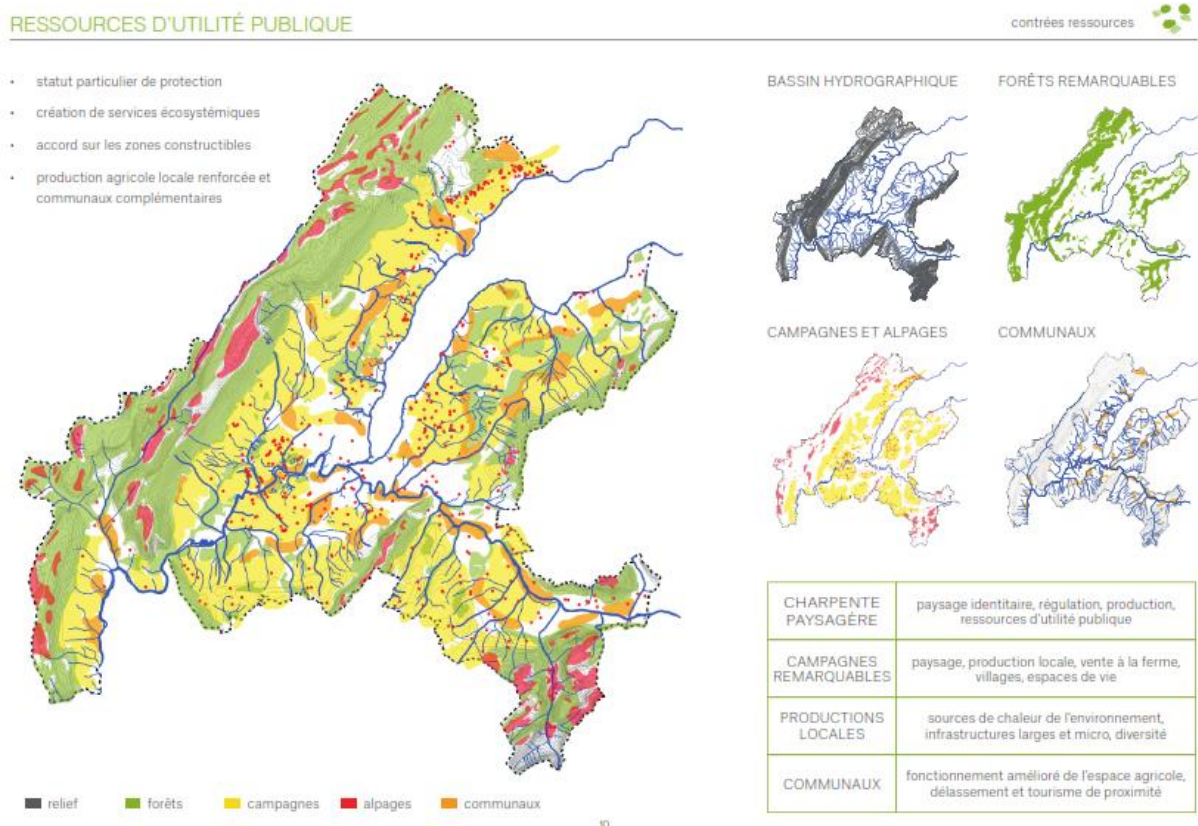 RESSOURCES D'UTILITÉ PUBLIQUE
contrées ressources
• statut particulier de protection
• création de services écosystémiques
• accord sur les zones constructibles
• production agricole locale renforcée et
communaux complémentaires
BASSIN HYDROGRAPHIQUE
FORÊTS REMARQUABLES
CAMPAGNES ET ALPAGES
COMMUNAUX
CHARPENTE
PAYSAGÈRE
paysage identitaire, régulation, production,
ressources d'utilité publique
CAMPAGNES
REMARQUABLES
paysage, production locale, vente à la ferme,
villages, espaces de vie
PRODUCTIONS
LOCALES
sources de chaleur de l'environnement,
infrastructures larges et micro, diversité
COMMUNAUX
fonctionnement amélioré de l'espace agricole,
délassement et tourisme de proximité
relief
forêts
campagnes
alpages
communaux